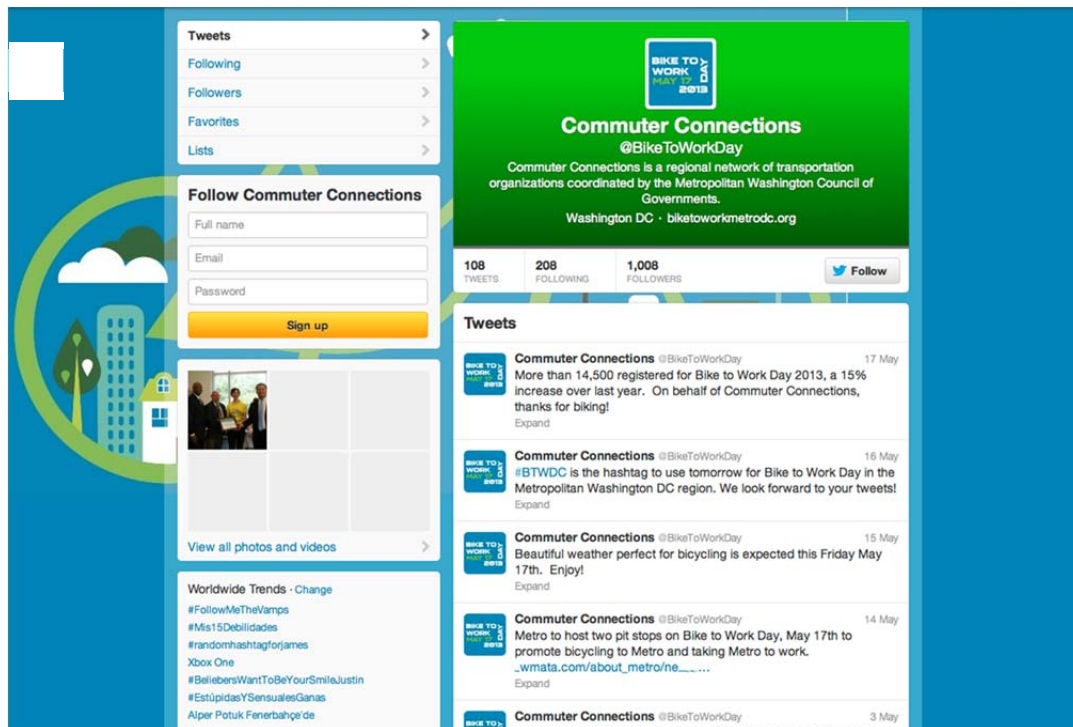 Tweets
Following
Followers
Favorites
Lists
Follow Commuter Connections
Full name
Email
Password
Sign up
View all photos and videos
Worldwide Trends · Change
#FollowMeTheVamps
#Mis15Debilidades
#randomhashtagforjames
Xbox One
#BeliebersWantToBeYourSmileJustin
#EstúpidasYSensualesGanas
Alper Potuk Fenerbahçe'de
BIKE TO
WORK DAY
MAY 17
2013
Commuter Connections
@BikeToWorkDay
Commuter Connections is a regional network of transportation
organizations coordinated by the Metropolitan Washington Council of
Governments.
Washington DC · biketoworkmetrodc.org
108 208 1,008
TWEETS FOLLOWING FOLLOWERS
Follow
Tweets
Commuter Connections @BikeToWorkDay 17 May
More than 14,500 registered for Bike to Work Day 2013, a 15%
increase over last year. On behalf of Commuter Connections,
thanks for biking!
Expand
Commuter Connections @BikeToWorkDay 16 May
#BTWDC is the hashtag to use tomorrow for Bike to Work Day in the
Metropolitan Washington DC region. We look forward to your tweets!
Expand
Commuter Connections @BikeToWorkDay 15 May
Beautiful weather perfect for bicycling is expected this Friday May
17th. Enjoy!
Expand
Commuter Connections @BikeToWorkDay 14 May
Metro to host two pit stops on Bike to Work Day, May 17th to
promote bicycling to Metro and taking Metro to work.
wmata.com/about_metro/ne
Expand
Commuter Connections @BikeToWorkDay 3 May